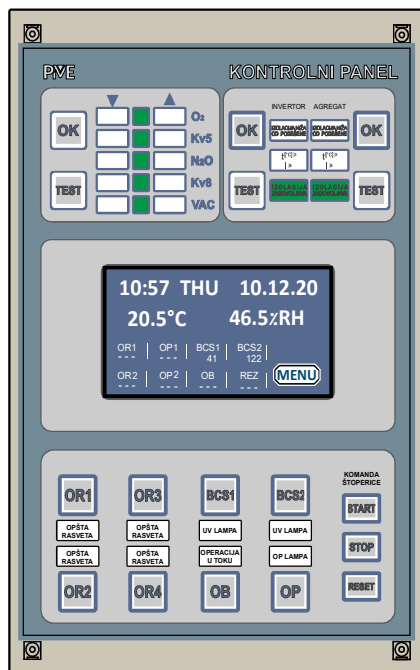 PME KONTROLNI PANEL
INVERTOR AGREGAT
OK
O₂
Kv5
N₂O
Kv8
VAC
TEST
OK
OK
TEST
IZOLACIJA
ZADOVOLJAVA
IZOLACIJA
ZADOVOLJAVA
TEST
10:57 THU 10.12.20
20.5°C 46.5%RH
OR1 OP1 BCS1 BCS2
--- --- 41 122
OR2 OP2 OB REZ MENU
--- --- --- ---
KOMANDA
ŠTOPERICE
OR1 OR3 BCS1 BCS2 START
OPŠTA RASVETA OPŠTA RASVETA UV LAMPA UV LAMPA
STOP
OPŠTA RASVETA OPŠTA RASVETA OPERACIJA U TOKU OP LAMPA
OR2 OR4 OB OP RESET